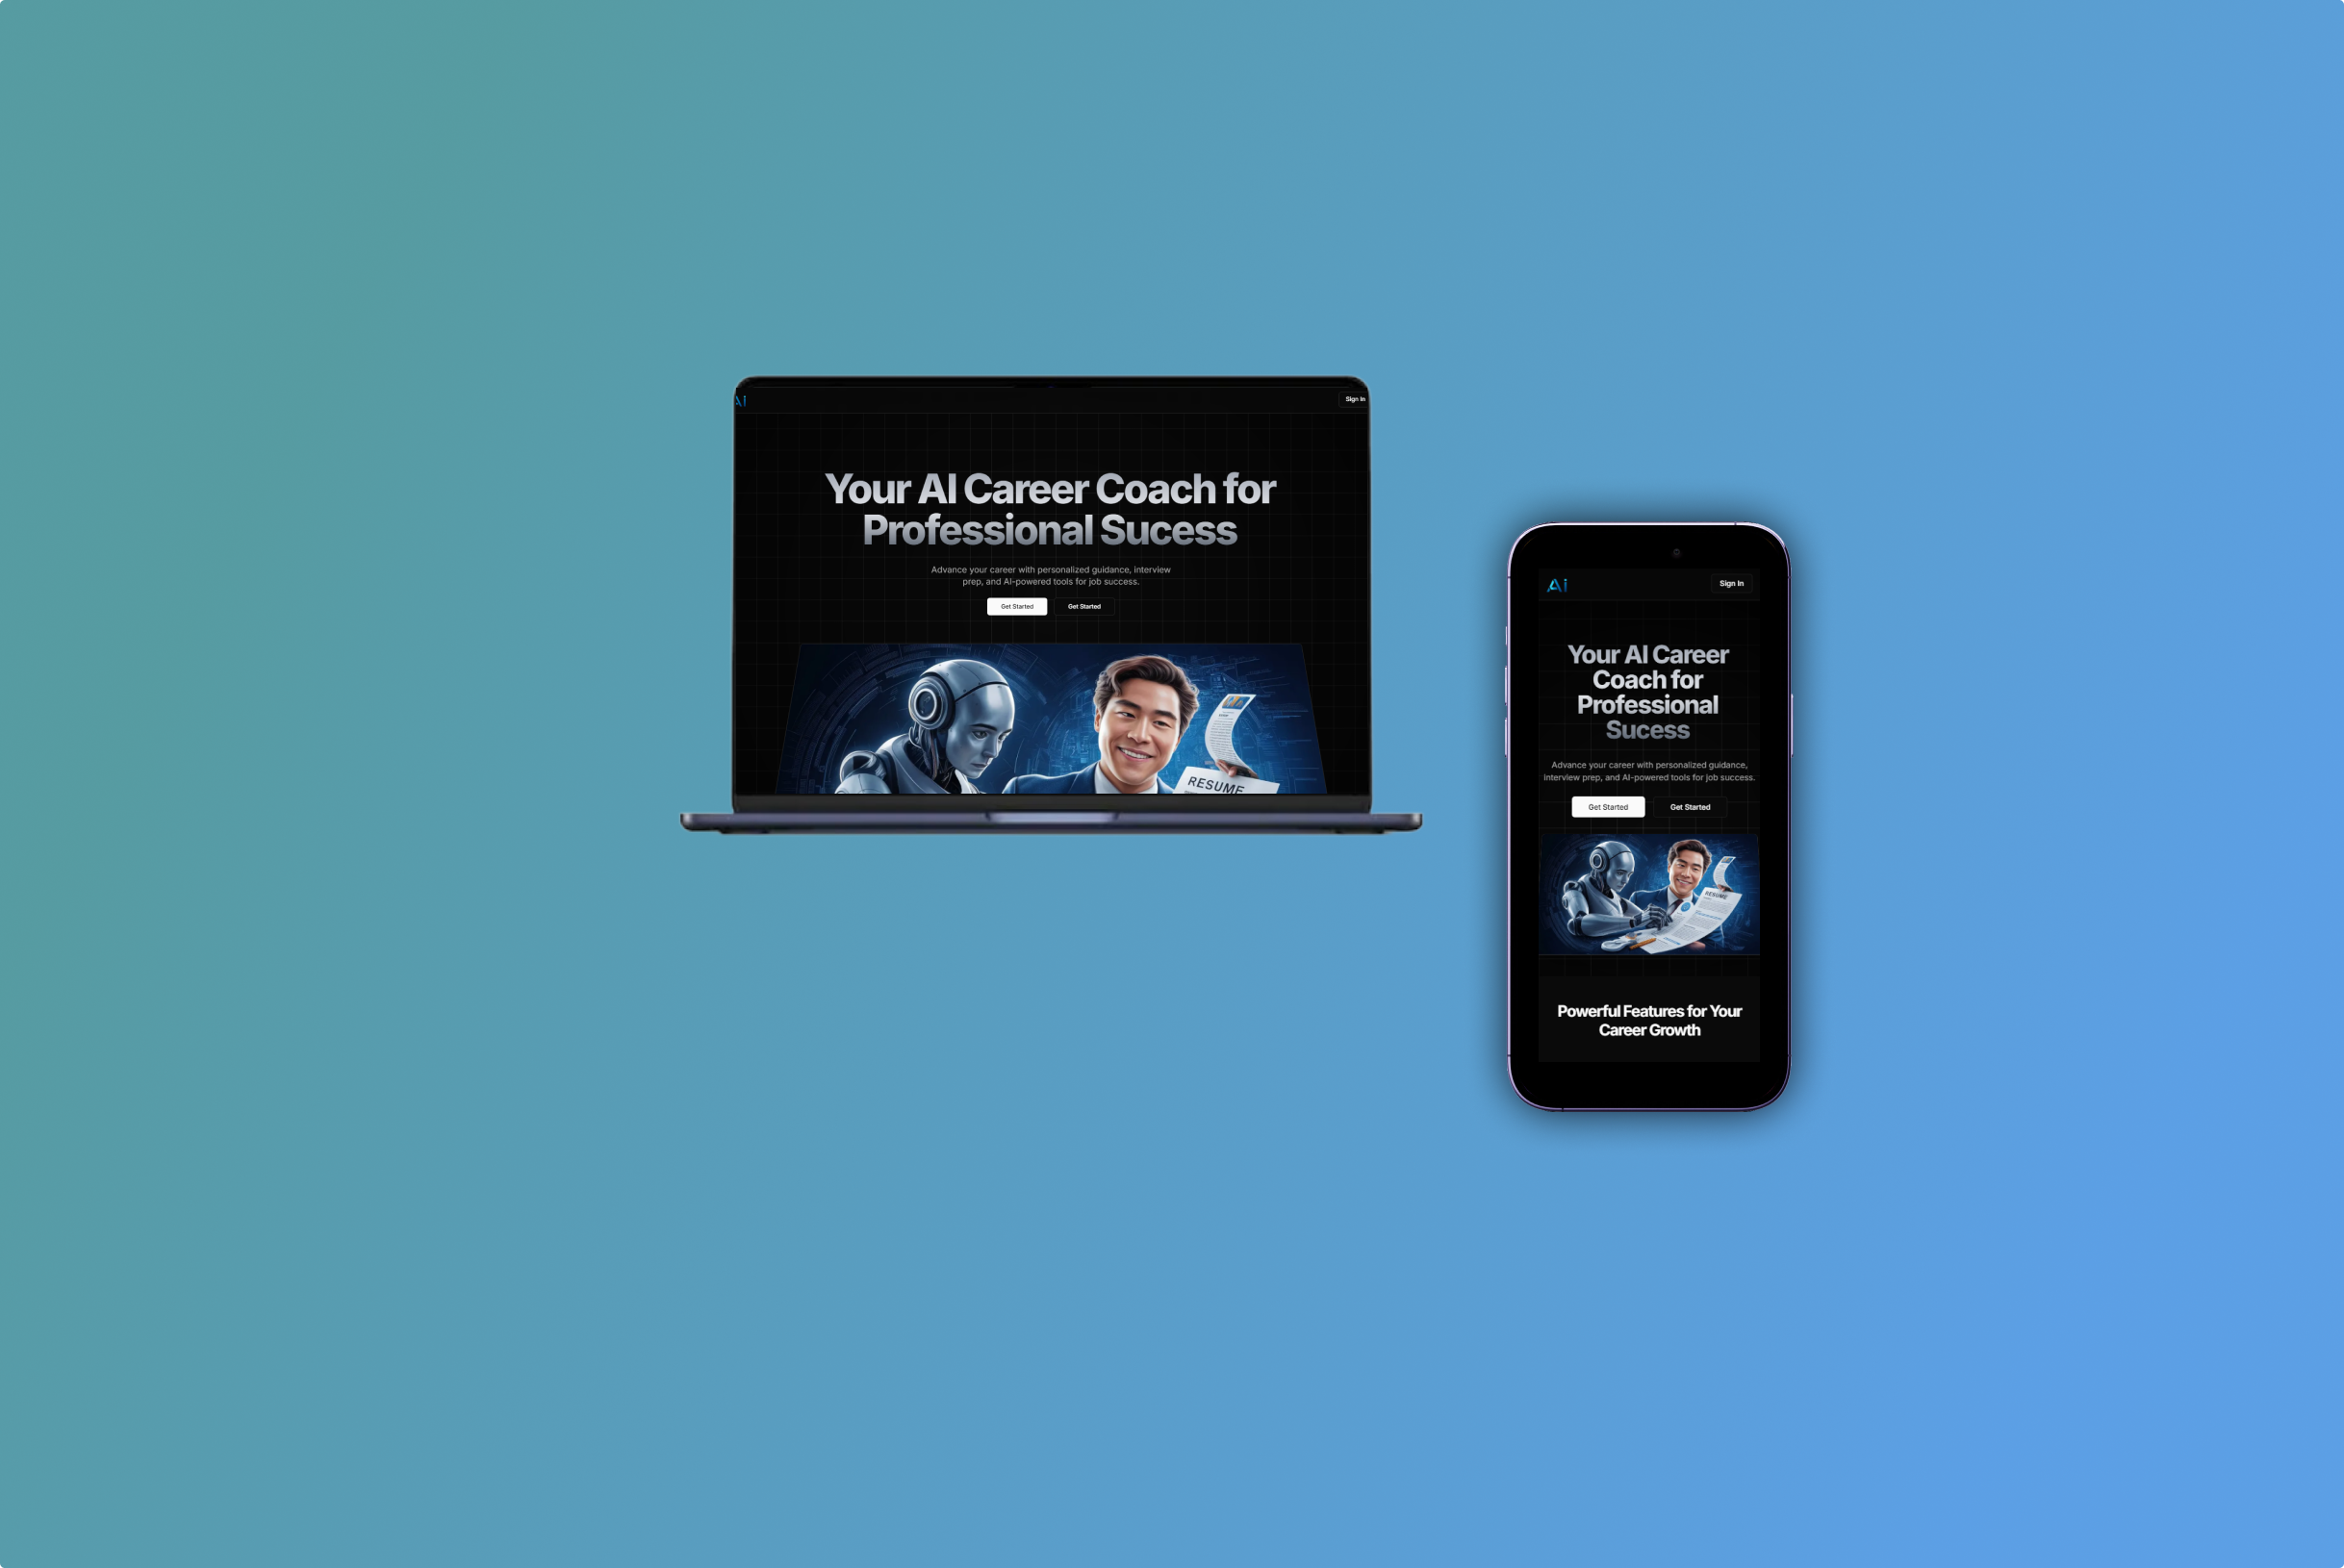 Ai
Sign In
Your AI Career Coach for
Professional Sucess
Advance your career with personalized guidance, interview
prep, and AI-powered tools for job success.
Get Started Get Started
RESUME
Ai
Sign In
Your AI Career
Coach for
Professional
Sucess
Advance your career with personalized guidance,
interview prep, and AI-powered tools for job success.
Get Started Get Started
RESUME
Powerful Features for Your
Career Growth